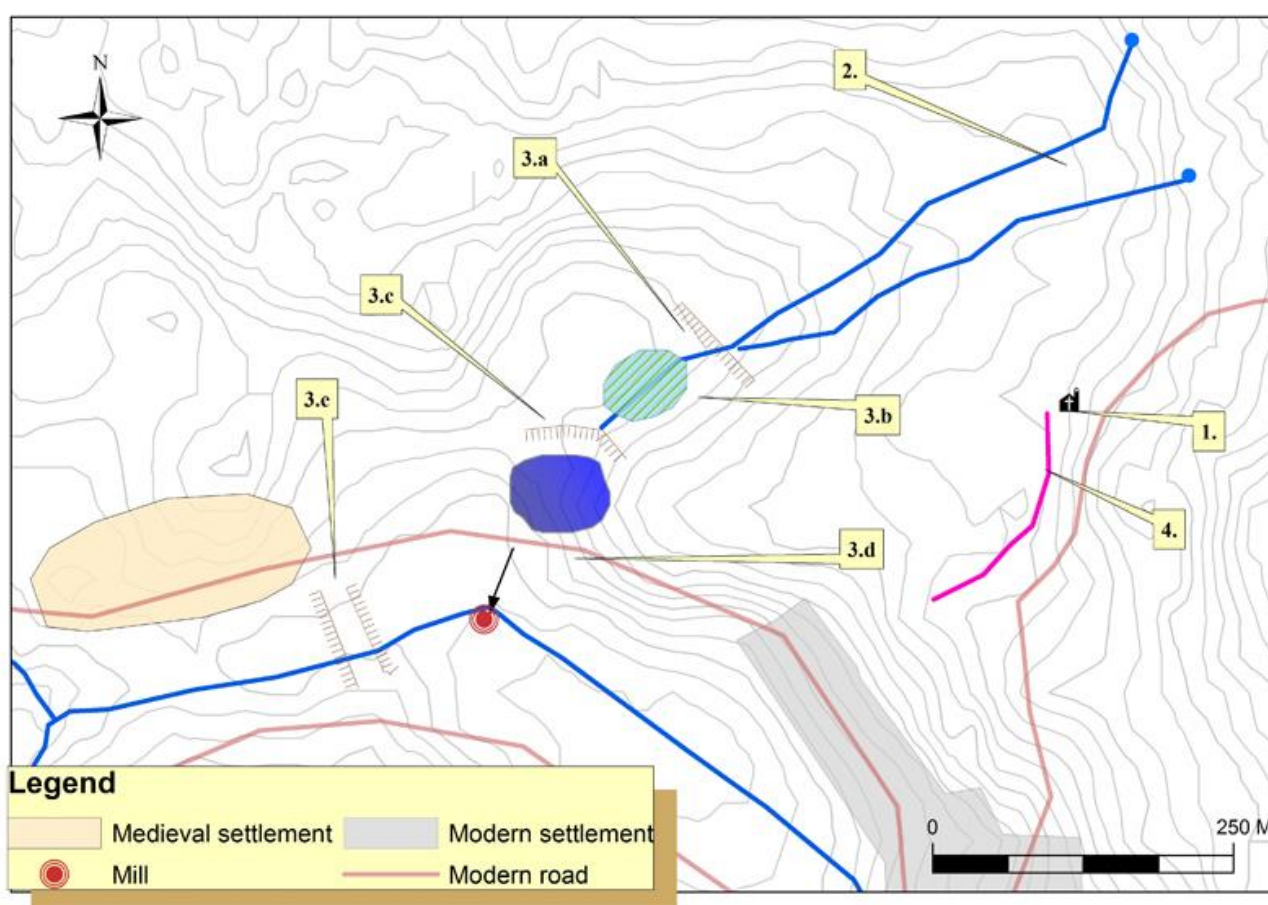 N
2.
3.a
3.c
3.e
3.b
1.
4.
3.d
0 250 M
Legend
Medieval settlement Modern settlement
Mill Modern road